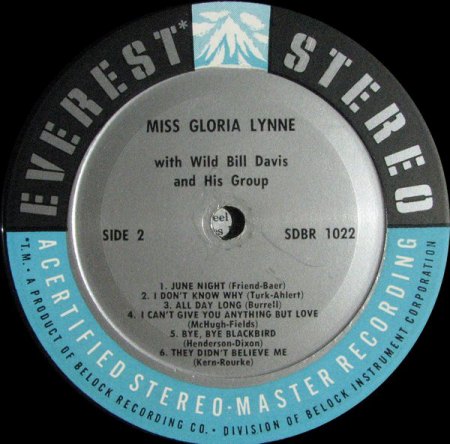 EVEREST* STEREO
MISS GLORIA LYNNE
with Wild Bill Davis
and His Group
SIDE 2 SDBR 1022
1. JUNE NIGHT (Friend-Baer)
2. I DON'T KNOW WHY (Turk-Ahlert)
3. ALL DAY LONG (Burrell)
4. I CAN'T GIVE YOU ANYTHING BUT LOVE
(McHugh-Fields)
5. BYE, BYE BLACKBIRD
(Henderson-Dixon)
6. THEY DIDN'T BELIEVE ME
(Kern-Rourke)
A CERTIFIED STEREO-MASTER RECORDING
*T.M. • A PRODUCT OF BELOCK RECORDING CO. • DIVISION OF BELOCK INSTRUMENT CORPORATION